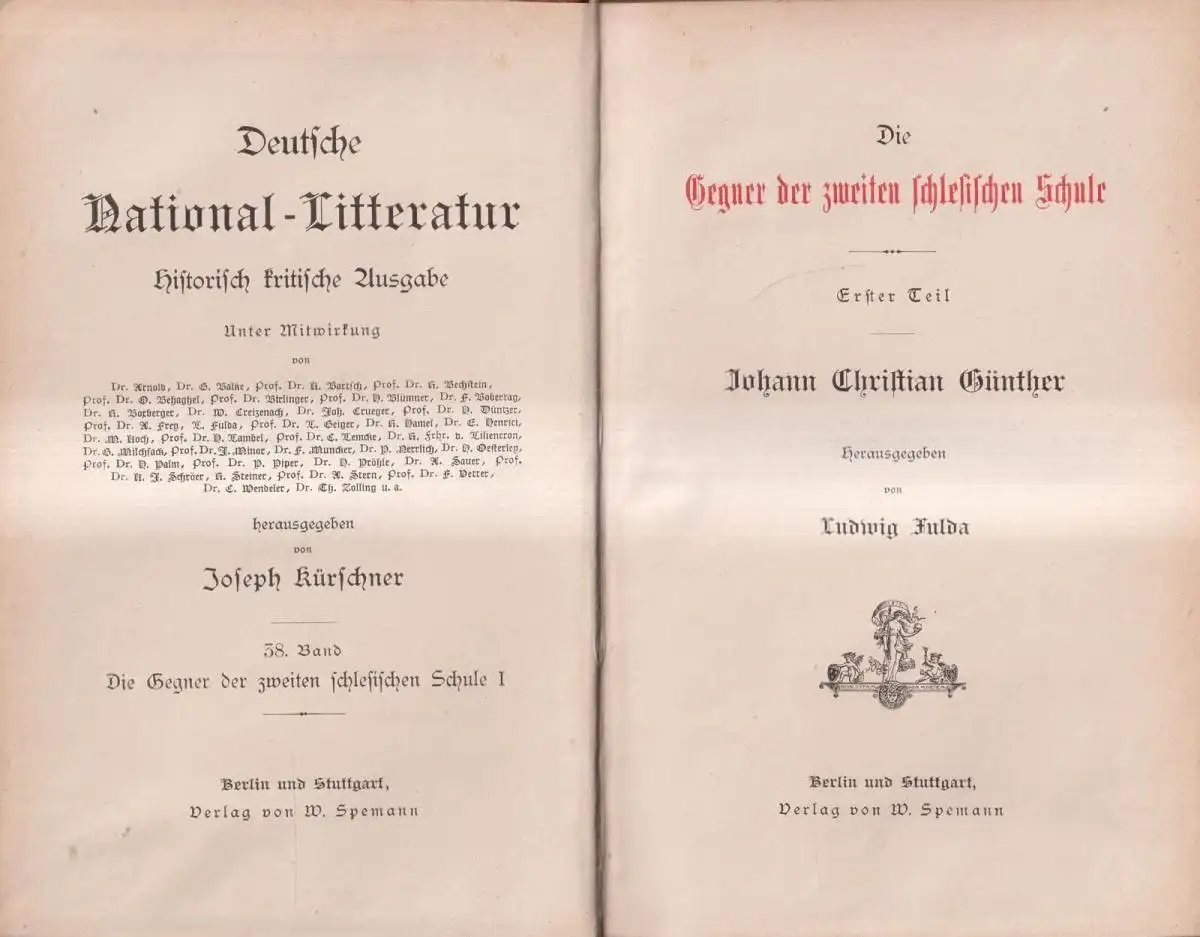 Deutsche
National-Litteratur
Historisch kritische Ausgabe
Unter Mitwirkung
von
Dr. Arnold, Dr. G. Balke, Prof. Dr. K. Bartsch, Prof. Dr. R. Bechstein,
Prof. Dr. O. Behaghel, Prof. Dr. Birlinger, Prof. Dr. H. Blümner, Dr. F. Bobertag,
Dr. R. Boxberger, Dr. W. Creizenach, Dr. Joh. Crueger, Prof. Dr. H. Düntzer,
Prof. Dr. A. Frey, L. Fulda, Prof. Dr. L. Geiger, Dr. K. Hamel, Dr. E. Henrici,
Dr. M. Koch, Prof. Dr. H. Lambel, Prof. Dr. C. Lemcke, Dr. R. Frhr. v. Liliencron,
Dr. G. Milchsack, Prof. Dr. J. Minor, Dr. F. Muncker, Dr. P. Nerrlich, Dr. H. Oesterley,
Prof. Dr. H. Palm, Prof. Dr. P. Piper, Dr. H. Pröhle, Dr. A. Sauer, Prof.
Dr. K. J. Schröer, R. Steiner, Prof. Dr. A. Stern, Prof. Dr. F. Vetter,
Dr. C. Wendeler, Dr. Th. Zolling u. a.
herausgegeben
von
Joseph Kürschner
38. Band
Die Gegner der zweiten schlesischen Schule I
Berlin und Stuttgart,
Verlag von W. Spemann
Die
Gegner der zweiten schlesischen Schule
Erster Teil
Johann Christian Günther
Herausgegeben
von
Ludwig Fulda
Berlin und Stuttgart,
Verlag von W. Spemann